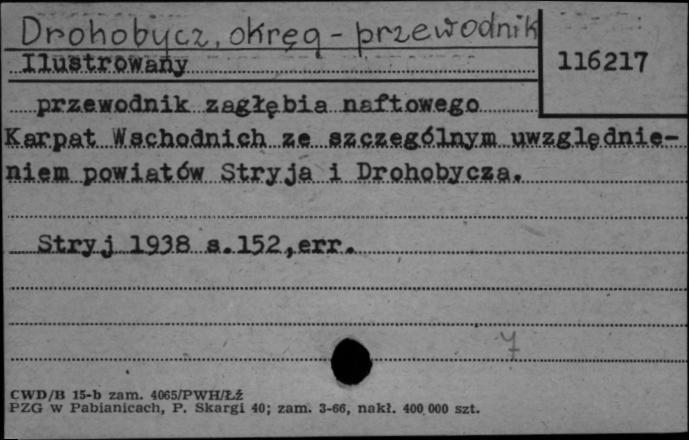 Drohobycz, okręg - przewodnik
Ilustrowany
116217
przewodnik zagłębia naftowego
Karpat Wschodnich ze szczególnym uwzględnie-
niem powiatów Stryja i Drohobycza.
Stryj 1938 s.152,err.
7
CWD/B 15-b zam. 4065/PWH/Łź
PZG w Pabianicach, P. Skargi 40; zam. 3-66, nakł. 400 000 szt.